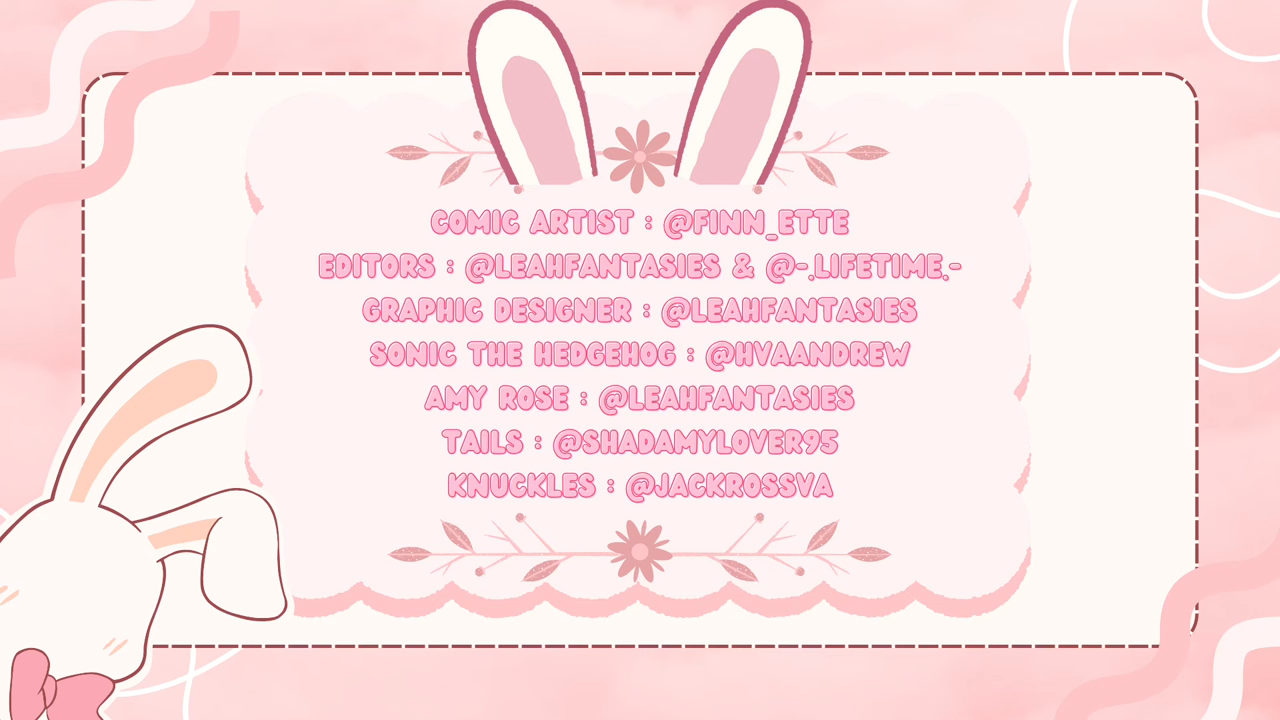 COMIC ARTIST : @FINN_ETTE
EDITORS : @LEAHFANTASIES & @-.LIFETIME.-
GRAPHIC DESIGNER : @LEAHFANTASIES
SONIC THE HEDGEHOG : @HVAANDREW
AMY ROSE : @LEAHFANTASIES
TAILS : @SHADAMYLOVER95
KNUCKLES : @JACKROSSVA